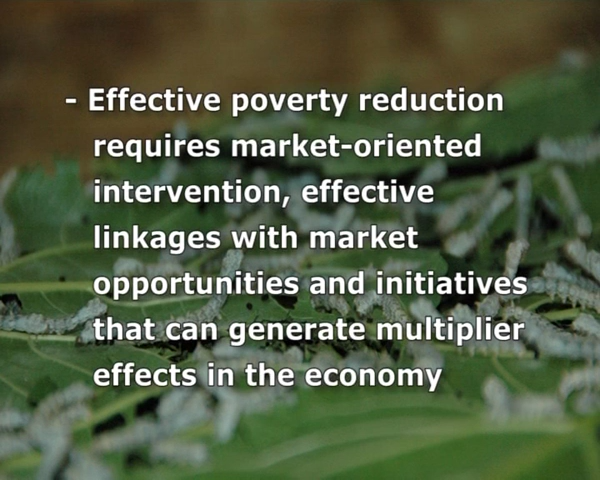 - Effective poverty reduction
requires market-oriented
intervention, effective
linkages with market
opportunities and initiatives
that can generate multiplier
effects in the economy